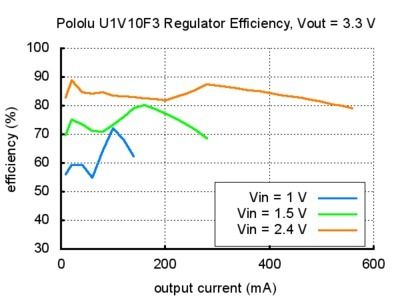 Pololu U1V10F3 Regulator Efficiency, Vout = 3.3 V
100
90
80
70
60
50
40
30
efficiency (%)
Vin = 1 V
Vin = 1.5 V
Vin = 2.4 V
0 200 400 600
output current (mA)